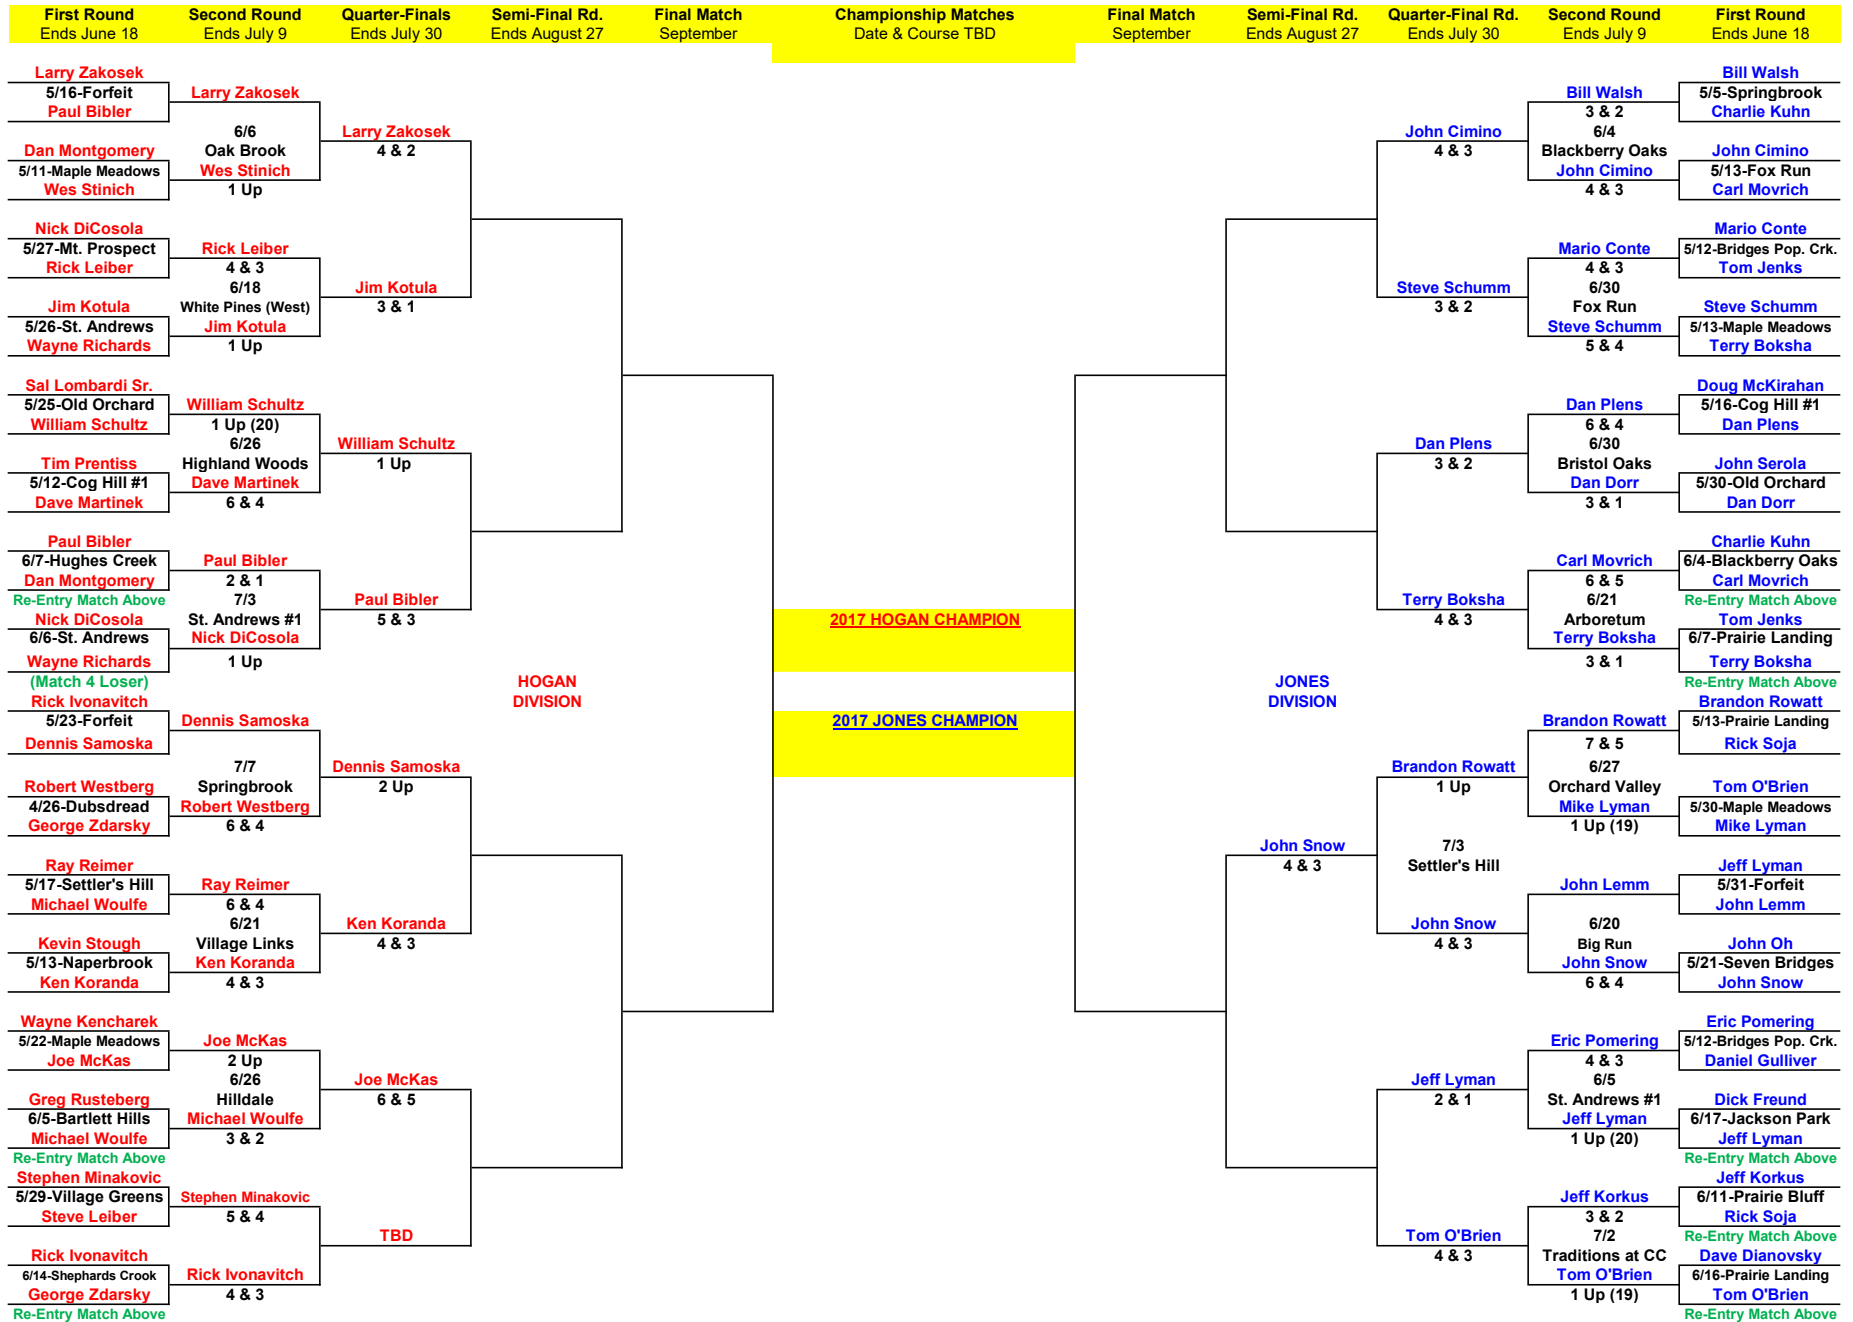 First Round Second Round Quarter-Finals Semi-Final Rd. Final Match Championship Matches Final Match Semi-Final Rd. Quarter-Final Rd. Second Round First Round
Ends June 18 Ends July 9 Ends July 30 Ends August 27 September Date & Course TBD September Ends August 27 Ends July 30 Ends July 9 Ends June 18
Larry Zakosek Bill Walsh
5/16-Forfeit Larry Zakosek Bill Walsh 5/5-Springbrook
Paul Bibler 3 & 2 Charlie Kuhn
6/6 Larry Zakosek John Cimino 6/4
Dan Montgomery Oak Brook 4 & 2 4 & 3 Blackberry Oaks John Cimino
5/11-Maple Meadows Wes Stinich John Cimino 5/13-Fox Run
Wes Stinich 1 Up 4 & 3 Carl Movrich
Nick DiCosola Mario Conte
5/27-Mt. Prospect Rick Leiber Mario Conte 5/12-Bridges Pop. Crk.
Rick Leiber 4 & 3 4 & 3 Tom Jenks
6/18 Jim Kotula Steve Schumm 6/30
Jim Kotula White Pines (West) 3 & 1 3 & 2 Fox Run Steve Schumm
5/26-St. Andrews Jim Kotula Steve Schumm 5/13-Maple Meadows
Wayne Richards 1 Up 5 & 4 Terry Boksha
Sal Lombardi Sr. Doug McKirahan
5/25-Old Orchard William Schultz Dan Plens 5/16-Cog Hill #1
William Schultz 1 Up (20) 6 & 4 Dan Plens
6/26 William Schultz Dan Plens 6/30
Tim Prentiss Highland Woods 1 Up 3 & 2 Bristol Oaks John Serola
5/12-Cog Hill #1 Dave Martinek Dan Dorr 5/30-Old Orchard
Dave Martinek 6 & 4 3 & 1 Dan Dorr
Paul Bibler Charlie Kuhn
6/7-Hughes Creek Paul Bibler Carl Movrich 6/4-Blackberry Oaks
Dan Montgomery 2 & 1 6 & 5 Carl Movrich
Re-Entry Match Above 7/3 Paul Bibler Terry Boksha 6/21 Re-Entry Match Above
Nick DiCosola St. Andrews #1 5 & 3 2017 HOGAN CHAMPION 4 & 3 Arboretum Tom Jenks
6/6-St. Andrews Nick DiCosola Terry Boksha 6/7-Prairie Landing
Wayne Richards 1 Up 3 & 1 Terry Boksha
(Match 4 Loser) HOGAN JONES Re-Entry Match Above
Rick Ivonavitch DIVISION DIVISION Brandon Rowatt
5/23-Forfeit Dennis Samoska 2017 JONES CHAMPION Brandon Rowatt 5/13-Prairie Landing
Dennis Samoska 7 & 5 Rick Soja
7/7 Dennis Samoska Brandon Rowatt 6/27
Robert Westberg Springbrook 2 Up 1 Up Orchard Valley Tom O'Brien
4/26-Dubsdread Robert Westberg Mike Lyman 5/30-Maple Meadows
George Zdarsky 6 & 4 1 Up (19) Mike Lyman
John Snow 7/3
Ray Reimer 4 & 3 Settler's Hill Jeff Lyman
5/17-Settler's Hill Ray Reimer John Lemm 5/31-Forfeit
Michael Woulfe 6 & 4 John Lemm
6/21 Ken Koranda John Snow 6/20
Kevin Stough Village Links 4 & 3 4 & 3 Big Run John Oh
5/13-Naperbrook Ken Koranda John Snow 5/21-Seven Bridges
Ken Koranda 4 & 3 6 & 4 John Snow
Wayne Kencharek Eric Pomering
5/22-Maple Meadows Joe McKas Eric Pomering 5/12-Bridges Pop. Crk.
Joe McKas 2 Up 4 & 3 Daniel Gulliver
6/26 Joe McKas Jeff Lyman 6/5
Greg Rusteberg Hilldale 6 & 5 2 & 1 St. Andrews #1 Dick Freund
6/5-Bartlett Hills Michael Woulfe Jeff Lyman 6/17-Jackson Park
Michael Woulfe 3 & 2 1 Up (20) Jeff Lyman
Re-Entry Match Above Re-Entry Match Above
Stephen Minakovic Jeff Korkus
5/29-Village Greens Stephen Minakovic Jeff Korkus 6/11-Prairie Bluff
Steve Leiber 5 & 4 3 & 2 Rick Soja
TBD Tom O'Brien 7/2 Re-Entry Match Above
Rick Ivonavitch 4 & 3 Traditions at CC Dave Dianovsky
6/14-Shephards Crook Rick Ivonavitch Tom O'Brien 6/16-Prairie Landing
George Zdarsky 4 & 3 1 Up (19) Tom O'Brien
Re-Entry Match Above Re-Entry Match Above